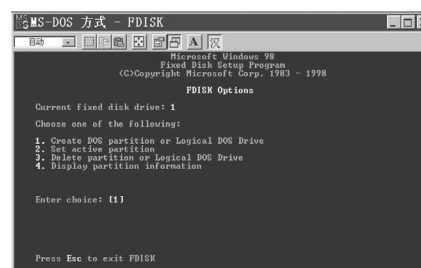 MS-DOS 方式 - FDISK
自动 A 汉
Microsoft Windows 98
Fixed Disk Setup Program
(C)Copyright Microsoft Corp. 1983 - 1998
FDISK Options
Current fixed disk drive: 1
Choose one of the following:
1. Create DOS partition or Logical DOS Drive
2. Set active partition
3. Delete partition or Logical DOS Drive
4. Display partition information
Enter choice: [1]
Press Esc to exit FDISK